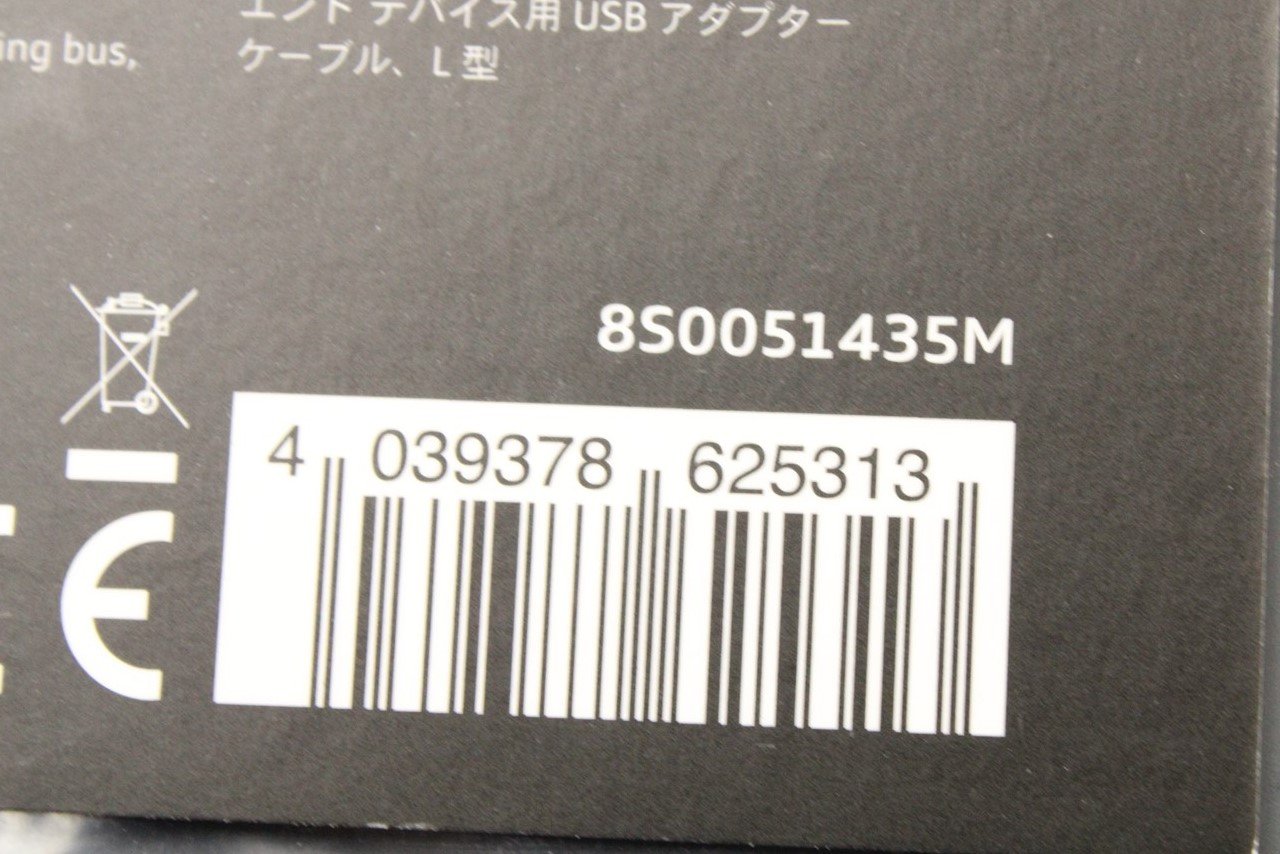 エンド デバイス用 USB アダプター
ing bus,
ケーブル、L 型
8S0051435M
4 039378 625313
CE